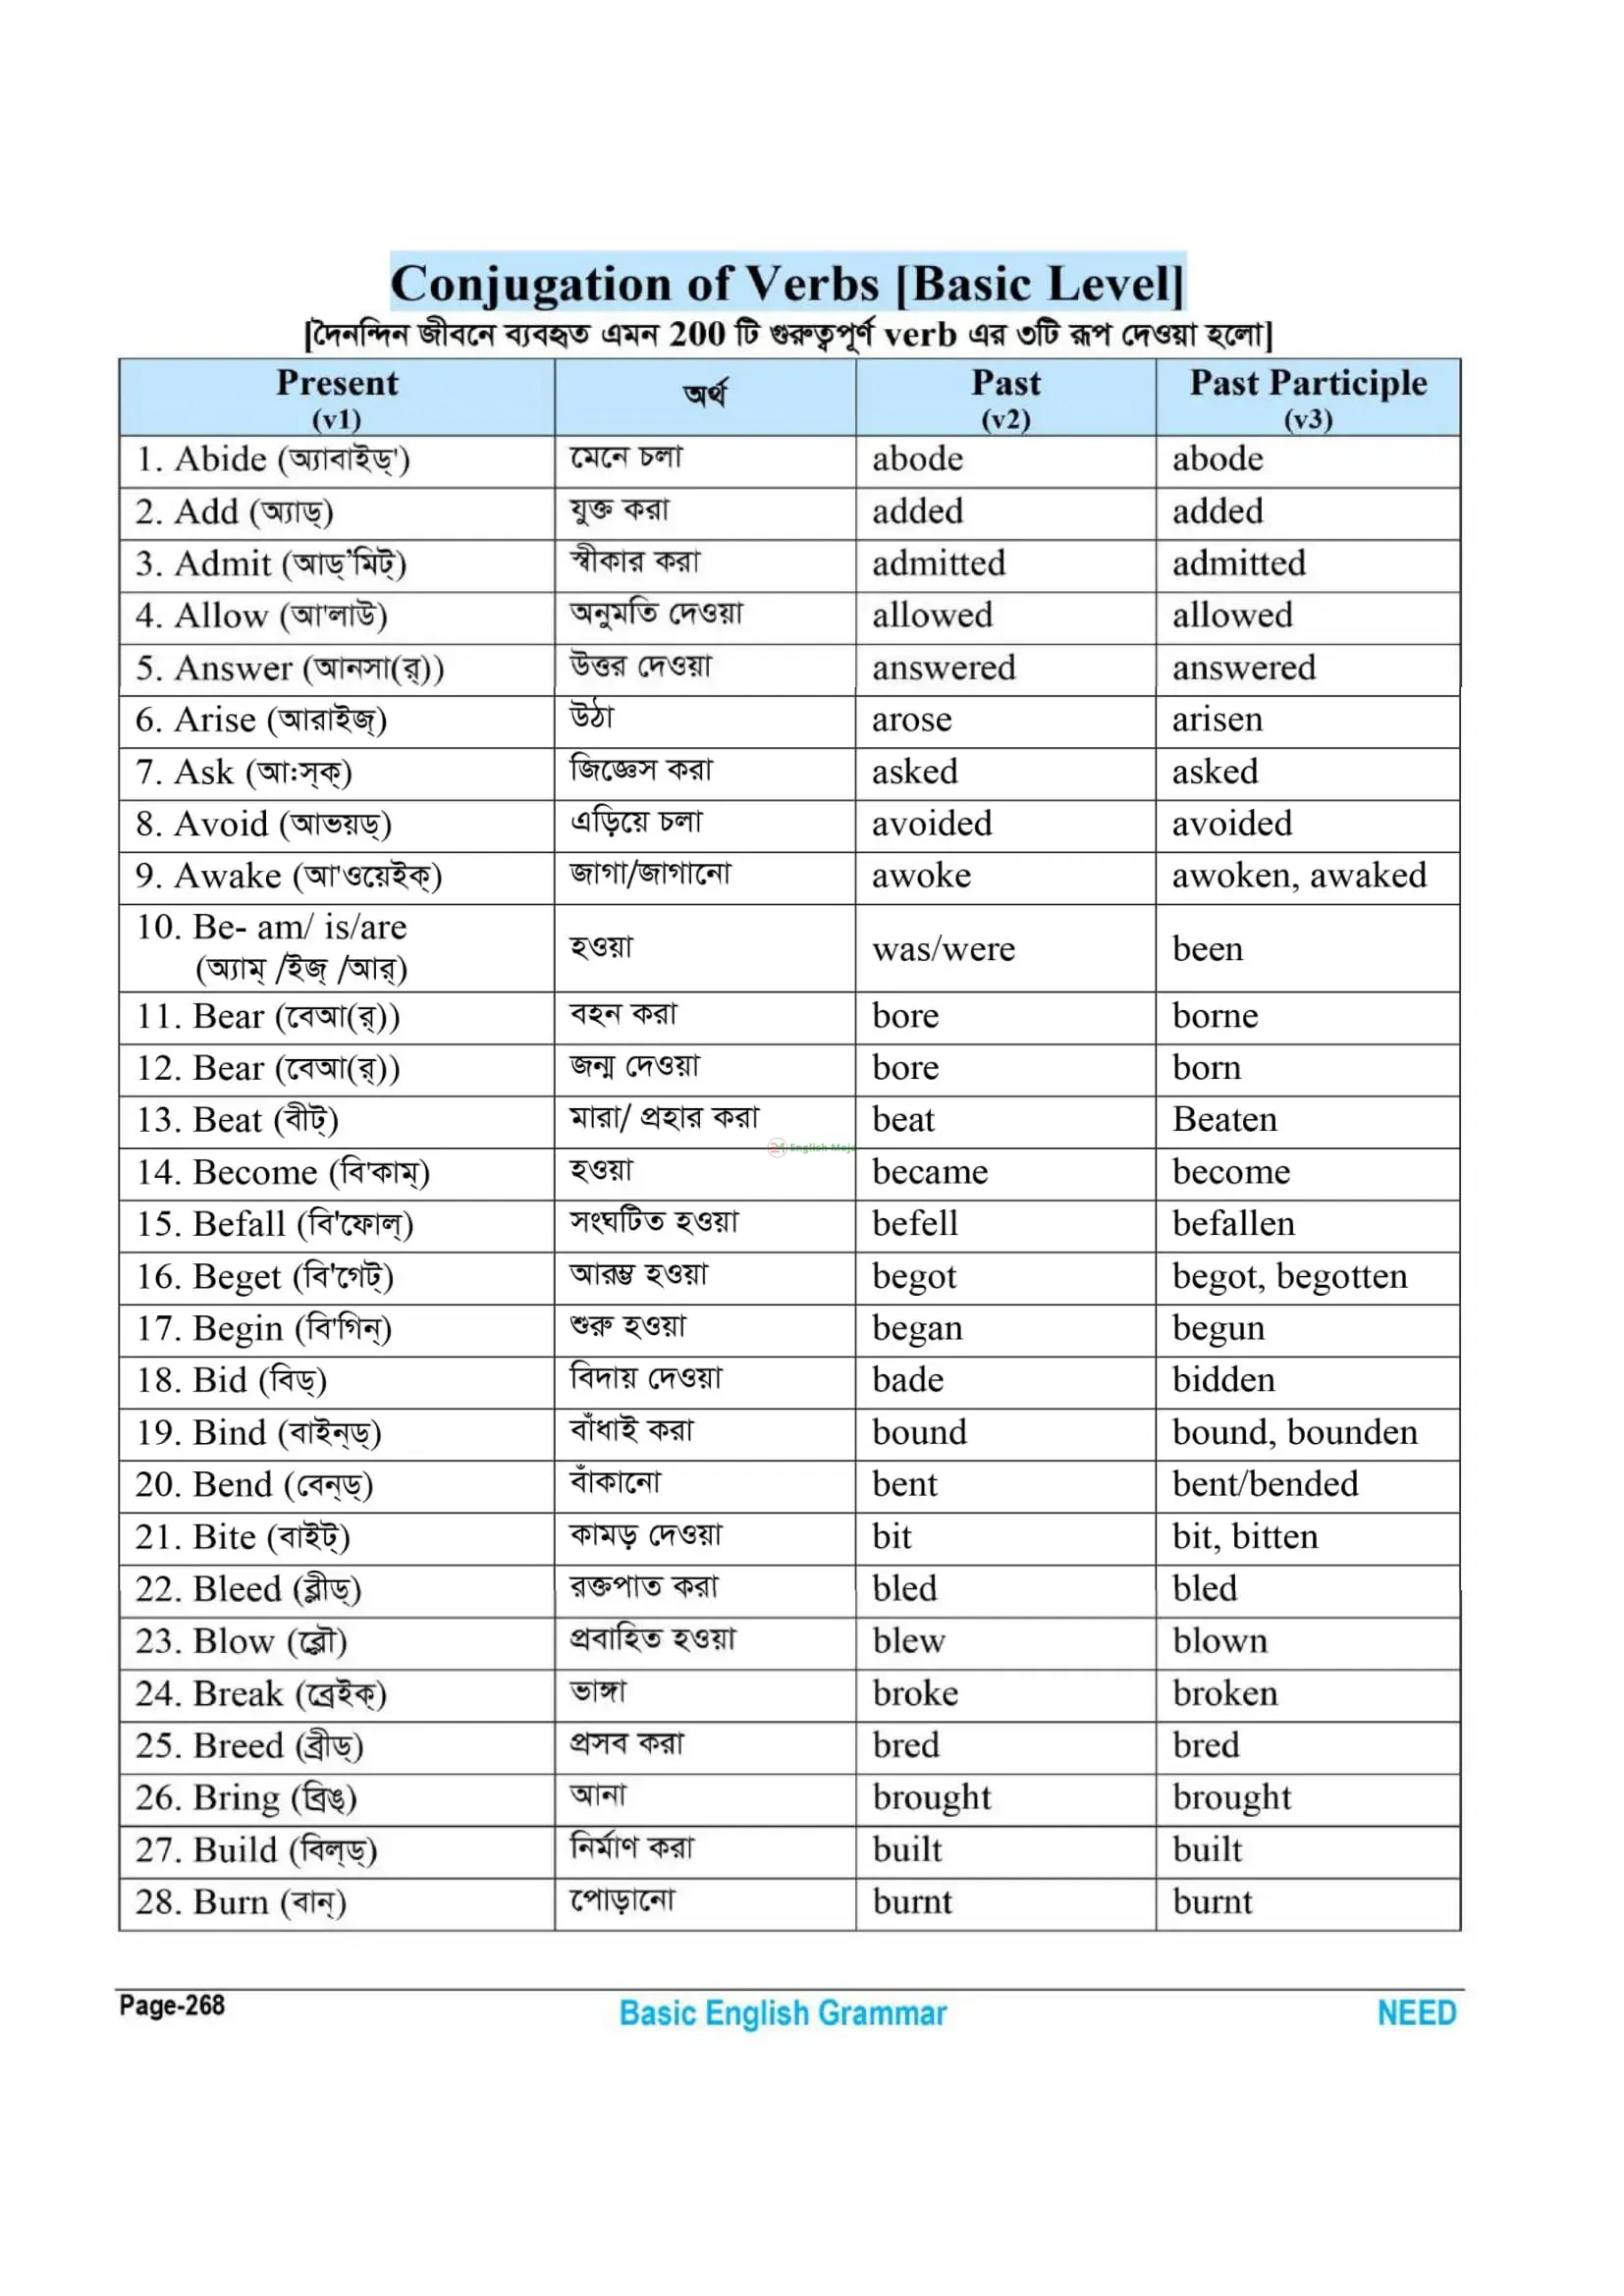 Conjugation of Verbs [Basic Level]
[দৈনন্দিন জীবনে ব্যবহৃত এমন 200 টি গুরুত্বপূর্ণ verb এর ৩টি রূপ দেওয়া হলো]
Present অর্থ Past Past Participle
(v1) (v2) (v3)
1. Abide (অ্যাবাইড্') মেনে চলা abode abode
2. Add (অ্যাড্) যুক্ত করা added added
3. Admit (আড্’মিট্) স্বীকার করা admitted admitted
4. Allow (আ'লাউ) অনুমতি দেওয়া allowed allowed
5. Answer (আনসা(র্)) উত্তর দেওয়া answered answered
6. Arise (আরাইজ্) উঠা arose arisen
7. Ask (আঃস্ক্) জিজ্ঞেস করা asked asked
8. Avoid (আভয়ড্) এড়িয়ে চলা avoided avoided
9. Awake (আ'ওয়েইক্) জাগা/জাগানো awoke awoken, awaked
10. Be- am/ is/are হওয়া was/were been
(অ্যাম্ /ইজ্ /আর্)
11. Bear (বেআ(র্)) বহন করা bore borne
12. Bear (বেআ(র্)) জন্ম দেওয়া bore born
13. Beat (বীট্) মারা/ প্রহার করা beat Beaten
English Moja
14. Become (বি'কাম্) হওয়া became become
15. Befall (বি'ফোল্) সংঘটিত হওয়া befell befallen
16. Beget (বি'গেট্) আরম্ভ হওয়া begot begot, begotten
17. Begin (বি'গিন্) শুরু হওয়া began begun
18. Bid (বিড্) বিদায় দেওয়া bade bidden
19. Bind (বাইন্ড্) বাঁধাই করা bound bound, bounden
20. Bend (বেন্ড্) বাঁকানো bent bent/bended
21. Bite (বাইট্) কামড় দেওয়া bit bit, bitten
22. Bleed (ব্লীড্) রক্তপাত করা bled bled
23. Blow (ব্লৌ) প্রবাহিত হওয়া blew blown
24. Break (ব্রেইক্) ভাঙ্গা broke broken
25. Breed (ব্রীড্) প্রসব করা bred bred
26. Bring (ব্রিঙ্) আনা brought brought
27. Build (বিল্ড্) নির্মাণ করা built built
28. Burn (বান্) পোড়ানো burnt burnt
Page-268 Basic English Grammar NEED